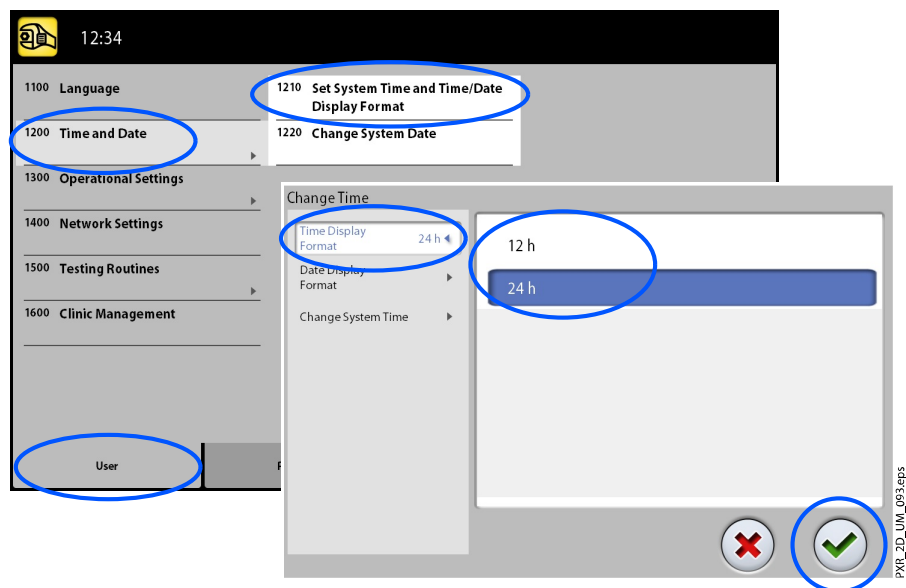 12:34
1100 Language
1200 Time and Date
1300 Operational Settings
1400 Network Settings
1500 Testing Routines
1600 Clinic Management
1210 Set System Time and Time/Date
Display Format
1220 Change System Date
User
Change Time
Time Display
Format 24 h
Date Display
Format
Change System Time
12 h
24 h
PXR_2D_UM_093.eps